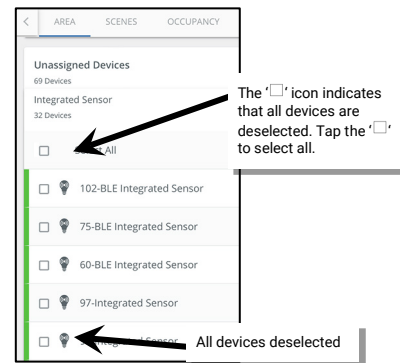 AREA SCENES OCCUPANCY
Unassigned Devices
69 Devices
Integrated Sensor
32 Devices
All
The '☐' icon indicates
that all devices are
deselected. Tap the '☐'
to select all.
102-BLE Integrated Sensor
75-BLE Integrated Sensor
60-BLE Integrated Sensor
97-Integrated Sensor
All devices deselected